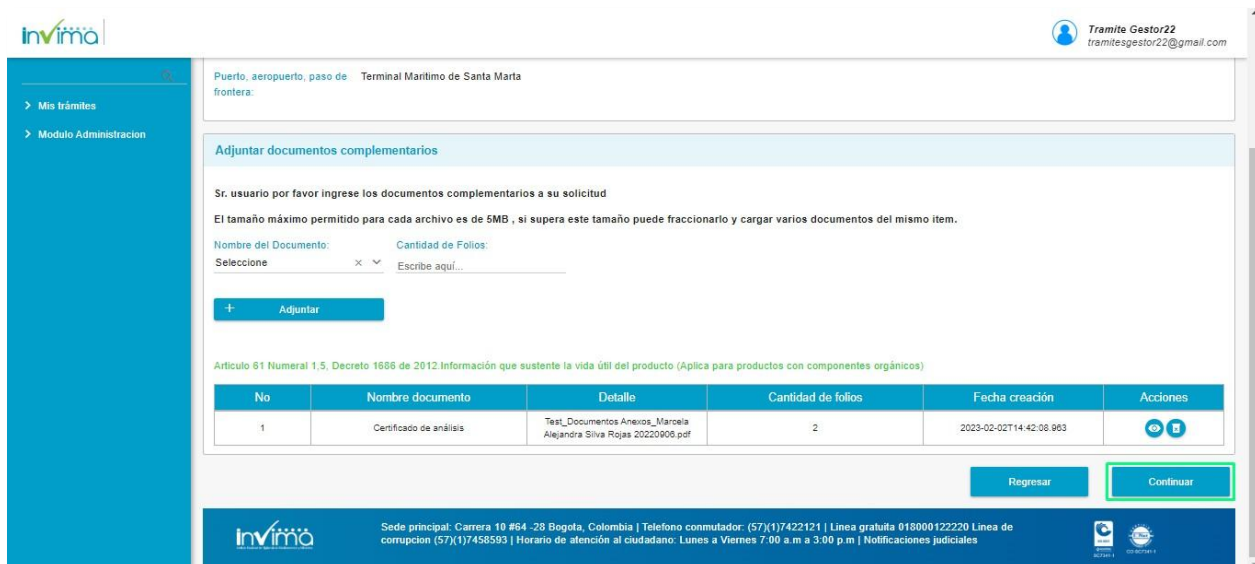 invima
Tramite Gestor22
tramitesgestor22@gmail.com
Mis trámites
Modulo Administracion
Puerto, aeropuerto, paso de frontera:
Terminal Maritimo de Santa Marta
Adjuntar documentos complementarios
Sr. usuario por favor ingrese los documentos complementarios a su solicitud
El tamaño máximo permitido para cada archivo es de 5MB , si supera este tamaño puede fraccionarlo y cargar varios documentos del mismo item.
Nombre del Documento: Cantidad de Folios:
Seleccione Escribe aquí...
+ Adjuntar
Articulo 61 Numeral 1,5, Decreto 1686 de 2012.Información que sustente la vida útil del producto (Aplica para productos con componentes orgánicos)
No Nombre documento Detalle Cantidad de folios Fecha creación Acciones
1 Certificado de análisis Test_Documentos Anexos_Marcela Alejandra Silva Rojas 20220906.pdf 2 2023-02-02T14:42:08.963
Regresar Continuar
invima
Sede principal: Carrera 10 #64 -28 Bogota, Colombia | Telefono conmutador: (57)(1)7422121 | Linea gratuita 018000122220 Linea de
corrupcion (57)(1)7458593 | Horario de atención al ciudadano: Lunes a Viernes 7:00 a.m a 3:00 p.m | Notificaciones judiciales